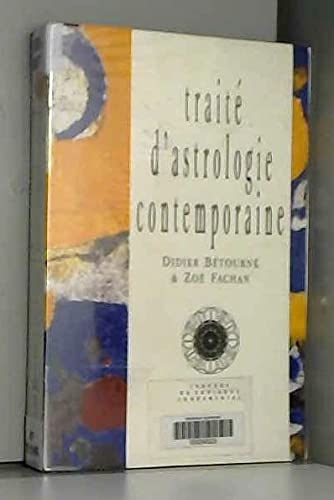 traité
d'astrologie
contemporaine
DIDIER BÉTOURNÉ
& ZOÉ FACHAN